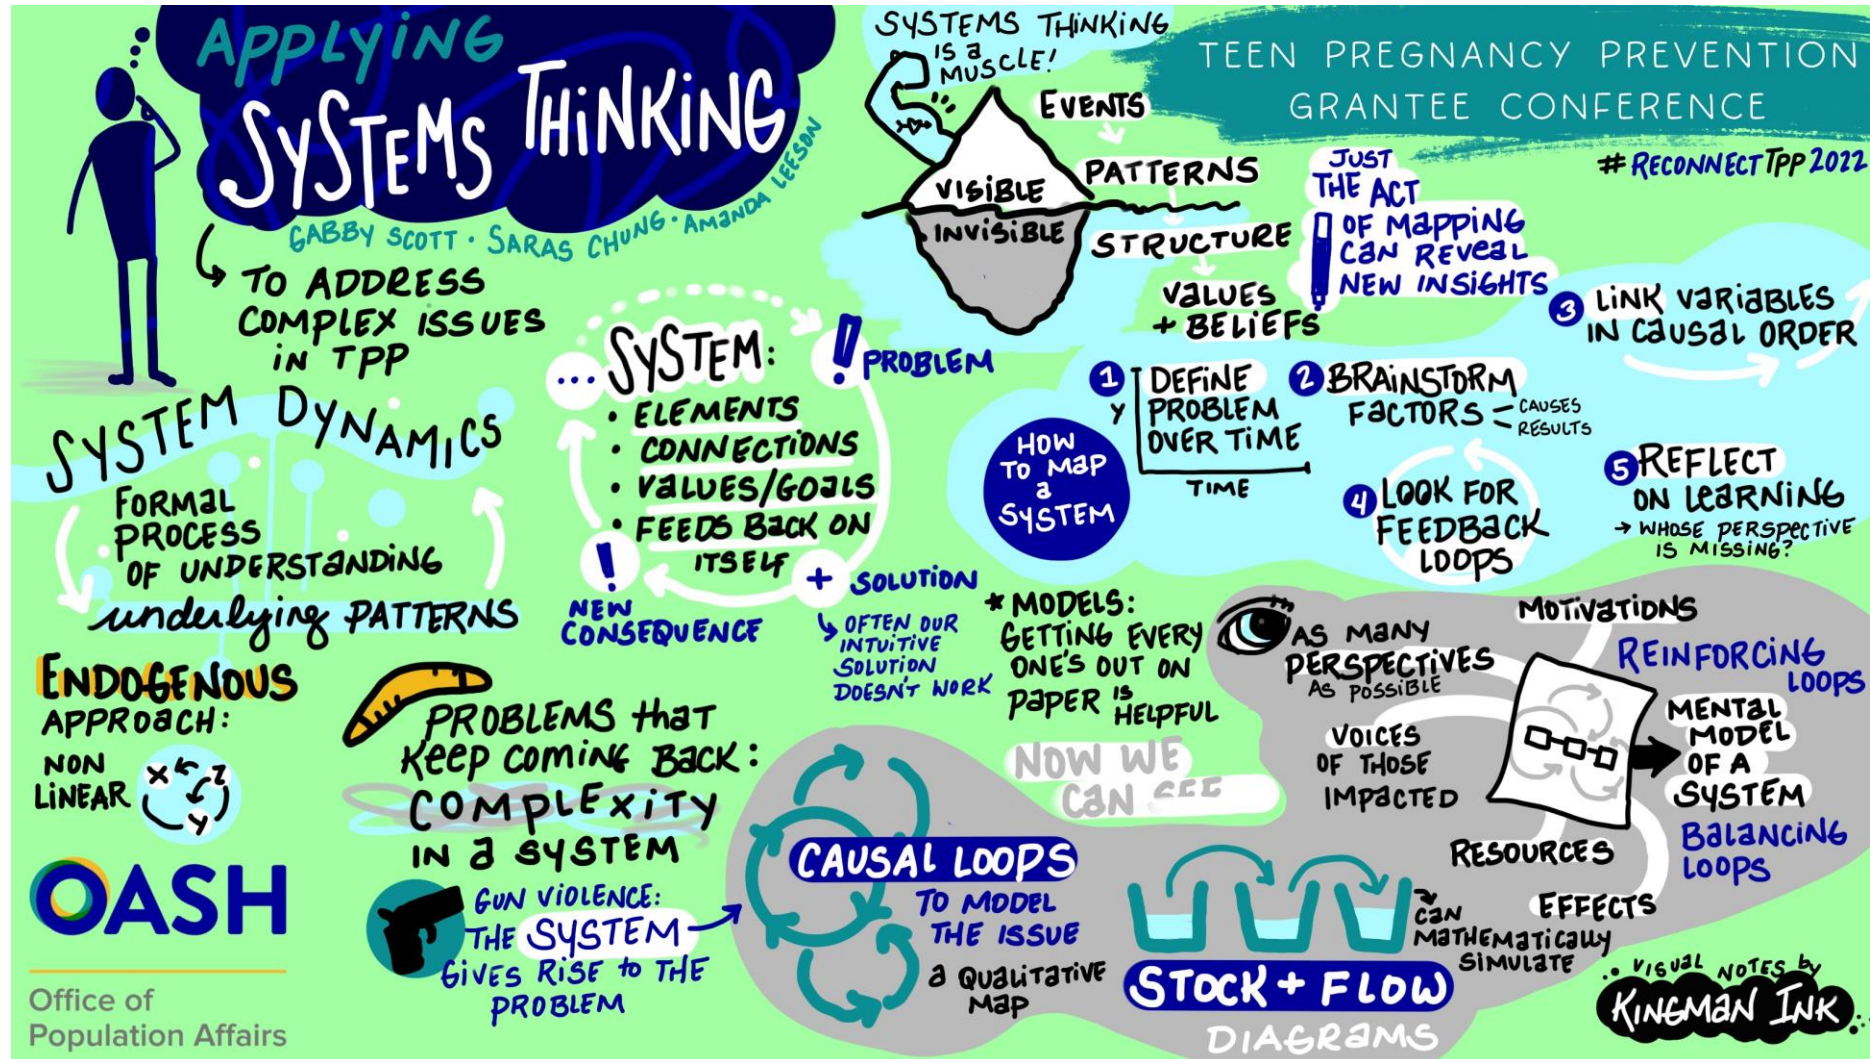 APPLYING
SYSTEMS THINKING
GABBY SCOTT · SARAS CHUNG · AMANDA LEESON
TO ADDRESS
COMPLEX ISSUES
IN TPP
SYSTEMS THINKING
IS A
MUSCLE!
VISIBLE
INVISIBLE
EVENTS
PATTERNS
STRUCTURE
VALUES
+ BELIEFS
TEEN PREGNANCY PREVENTION
GRANTEE CONFERENCE
# RECONNECT TPP 2022
JUST
THE ACT
OF MAPPING
CAN REVEAL
NEW INSIGHTS
SYSTEM DYNAMICS
FORMAL
PROCESS
OF UNDERSTANDING
underlying PATTERNS
... SYSTEM:
· ELEMENTS
· CONNECTIONS
· VALUES/GOALS
· FEEDS BACK ON
ITSELF
! PROBLEM
+ SOLUTION
OFTEN OUR
INTUITIVE
SOLUTION
DOESN'T WORK
!
NEW
CONSEQUENCE
HOW
TO MAP
A
SYSTEM
1 DEFINE
PROBLEM
OVER TIME
Y
TIME
2 BRAINSTORM
FACTORS
CAUSES
RESULTS
3 LINK VARIABLES
IN CAUSAL ORDER
4 LOOK FOR
FEEDBACK
LOOPS
5 REFLECT
ON LEARNING
→ WHOSE PERSPECTIVE
IS MISSING?
ENDOGENOUS
APPROACH:
NON
LINEAR
X Z
Y
PROBLEMS THAT
KEEP COMING BACK:
COMPLEXITY
IN A SYSTEM
GUN VIOLENCE:
THE SYSTEM
GIVES RISE TO THE
PROBLEM
* MODELS:
GETTING EVERY
ONE'S OUT ON
PAPER IS
HELPFUL
NOW WE
CAN SEE
AS MANY
PERSPECTIVES
AS POSSIBLE
VOICES
OF THOSE
IMPACTED
MOTIVATIONS
REINFORCING
LOOPS
MENTAL
MODEL
OF A
SYSTEM
BALANCING
LOOPS
RESOURCES
EFFECTS
CAUSAL LOOPS
TO MODEL
THE ISSUE
A QUALITATIVE
MAP
STOCK + FLOW
DIAGRAMS
CAN
MATHEMATICALLY
SIMULATE
OASH
Office of
Population Affairs
VISUAL NOTES by
KINGMAN INK